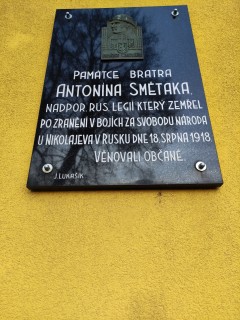 PAMÁTCE BRATRA
ANTONÍNA SMĚTÁKA,
NADPOR. RUS. LEGIÍ KTERÝ ZEMŘEL
PO ZRANĚNÍ V BOJÍCH ZA SVOBODU NÁRODA
U NIKOLAJEVA V RUSKU DNE 18. SRPNA 1918.
VĚNOVALI OBČANÉ.
J. LUKAŠÍK